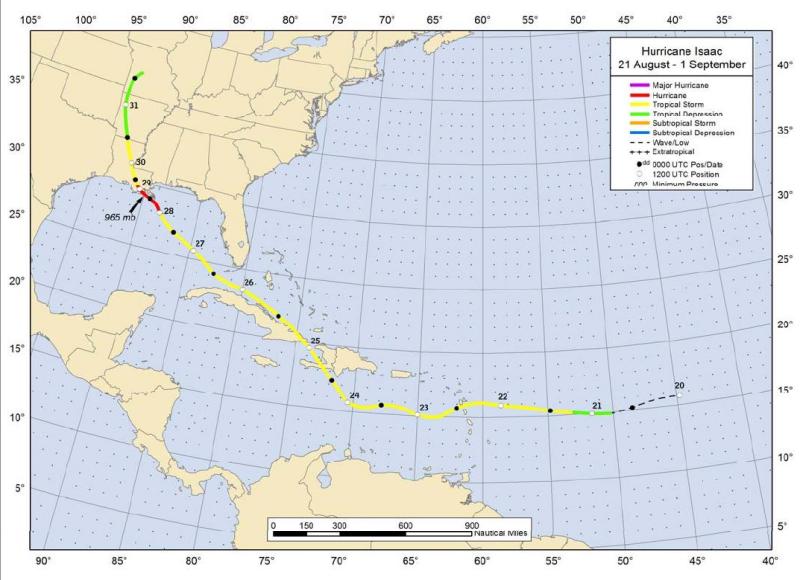 105° 100° 95° 90° 85° 80° 75° 70° 65° 60° 55° 50° 45° 40° 35°
Hurricane Isaac
21 August - 1 September
Major Hurricane
Hurricane
Tropical Storm
Tropical Depression
Subtropical Storm
Subtropical Depression
Wave/Low
Extratropical
dd 0000 UTC Pos/Date
1200 UTC Position
ppp Minimum Pressure
40°
35°
35°
31
30°
30
30°
29
965 mb
28
25°
27
25°
26
20°
20°
25
15°
24
23
22
21
20
15°
10°
10°
5°
5°
0 150 300 600 900
Nautical Miles
90° 85° 80° 75° 70° 65° 60° 55° 50° 45° 40°